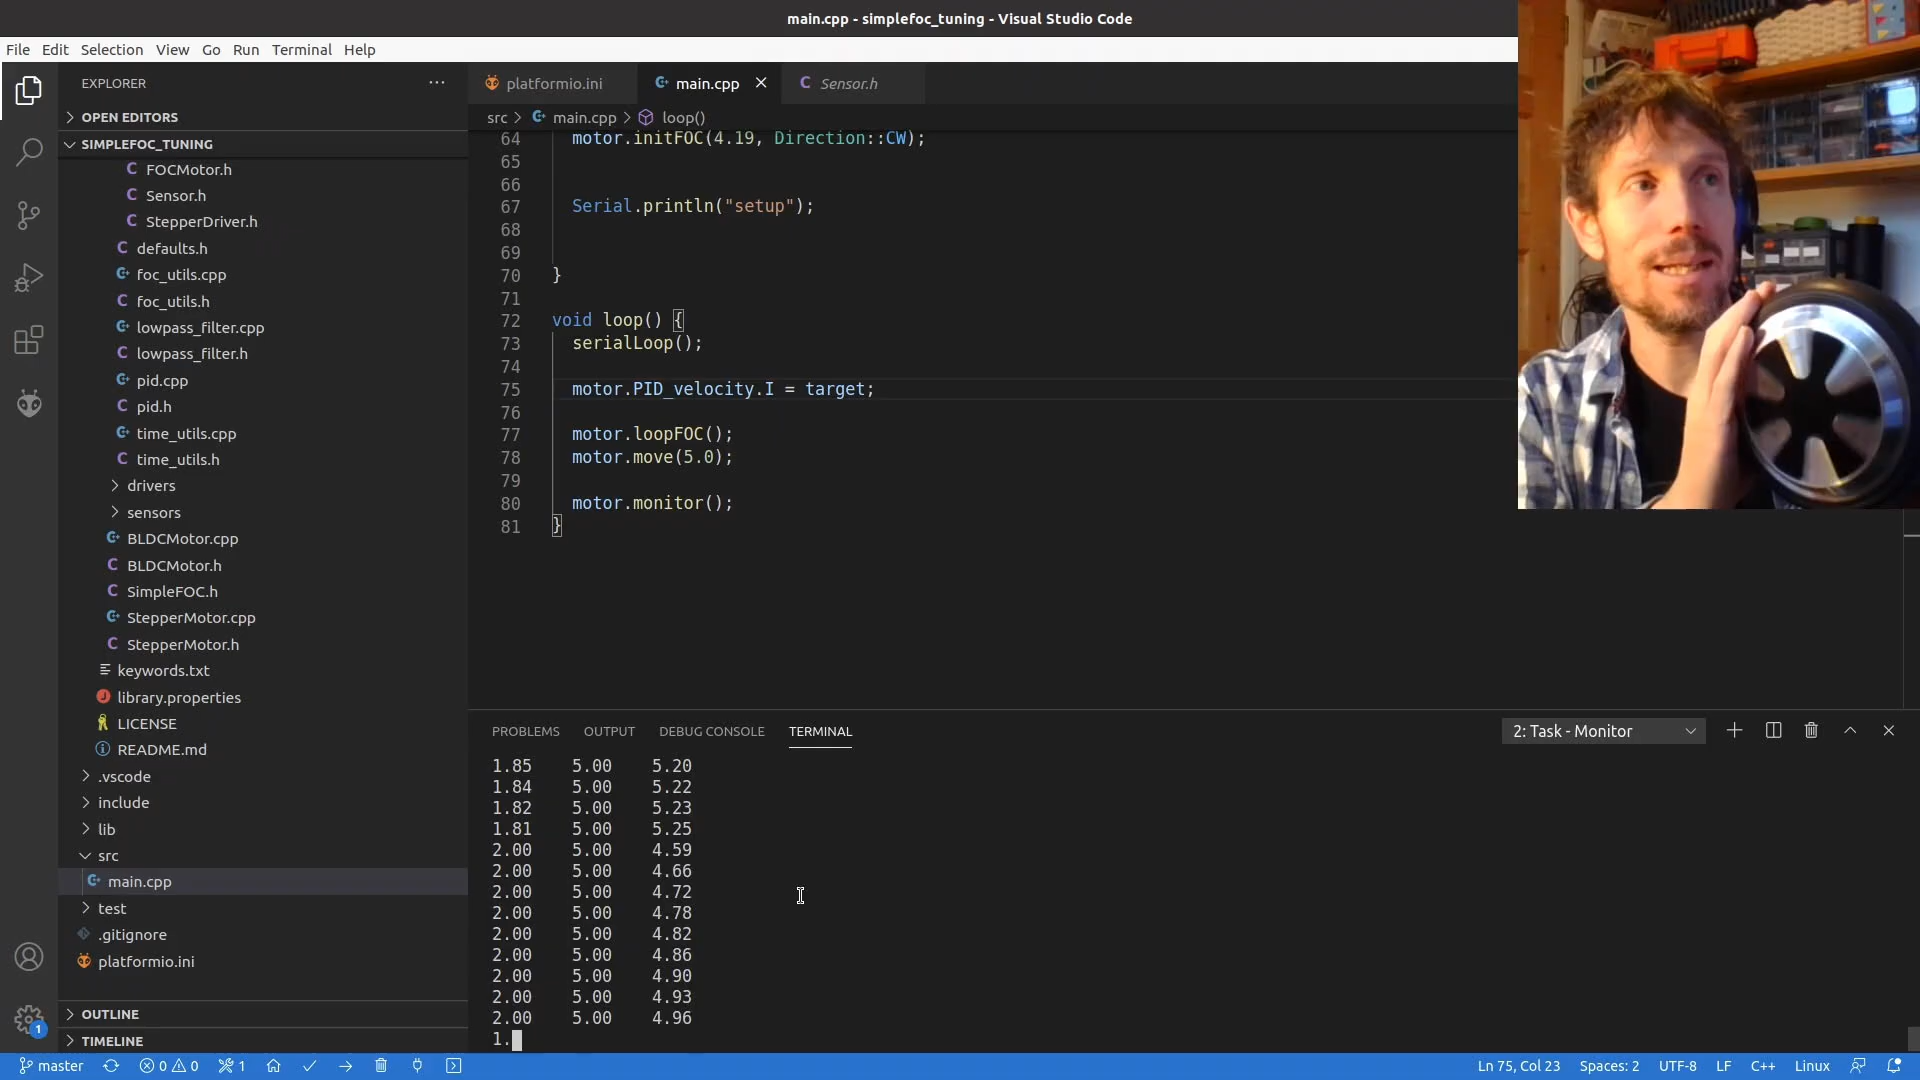 main.cpp - simplefoc_tuning - Visual Studio Code
File Edit Selection View Go Run Terminal Help
EXPLORER
OPEN EDITORS
SIMPLEFOC_TUNING
FOCMotor.h
Sensor.h
StepperDriver.h
defaults.h
foc_utils.cpp
foc_utils.h
lowpass_filter.cpp
lowpass_filter.h
pid.cpp
pid.h
time_utils.cpp
time_utils.h
drivers
sensors
BLDCMotor.cpp
BLDCMotor.h
SimpleFOC.h
StepperMotor.cpp
StepperMotor.h
keywords.txt
library.properties
LICENSE
README.md
.vscode
include
lib
src
main.cpp
test
.gitignore
platformio.ini
OUTLINE
TIMELINE
1
platformio.ini main.cpp Sensor.h
src > main.cpp > loop()
64 motor.initFOC(4.19, Direction::CW);
65
66
67 Serial.println("setup");
68
69
70 }
71
72 void loop() {
73 serialLoop();
74
75 motor.PID_velocity.I = target;
76
77 motor.loopFOC();
78 motor.move(5.0);
79
80 motor.monitor();
81 }
PROBLEMS OUTPUT DEBUG CONSOLE TERMINAL 2: Task - Monitor
1.85 5.00 5.20
1.84 5.00 5.22
1.82 5.00 5.23
1.81 5.00 5.25
2.00 5.00 4.59
2.00 5.00 4.66
2.00 5.00 4.72
2.00 5.00 4.78
2.00 5.00 4.82
2.00 5.00 4.86
2.00 5.00 4.90
2.00 5.00 4.93
2.00 5.00 4.96
1.
master 0 0 1 Ln 75, Col 23 Spaces: 2 UTF-8 LF C++ Linux